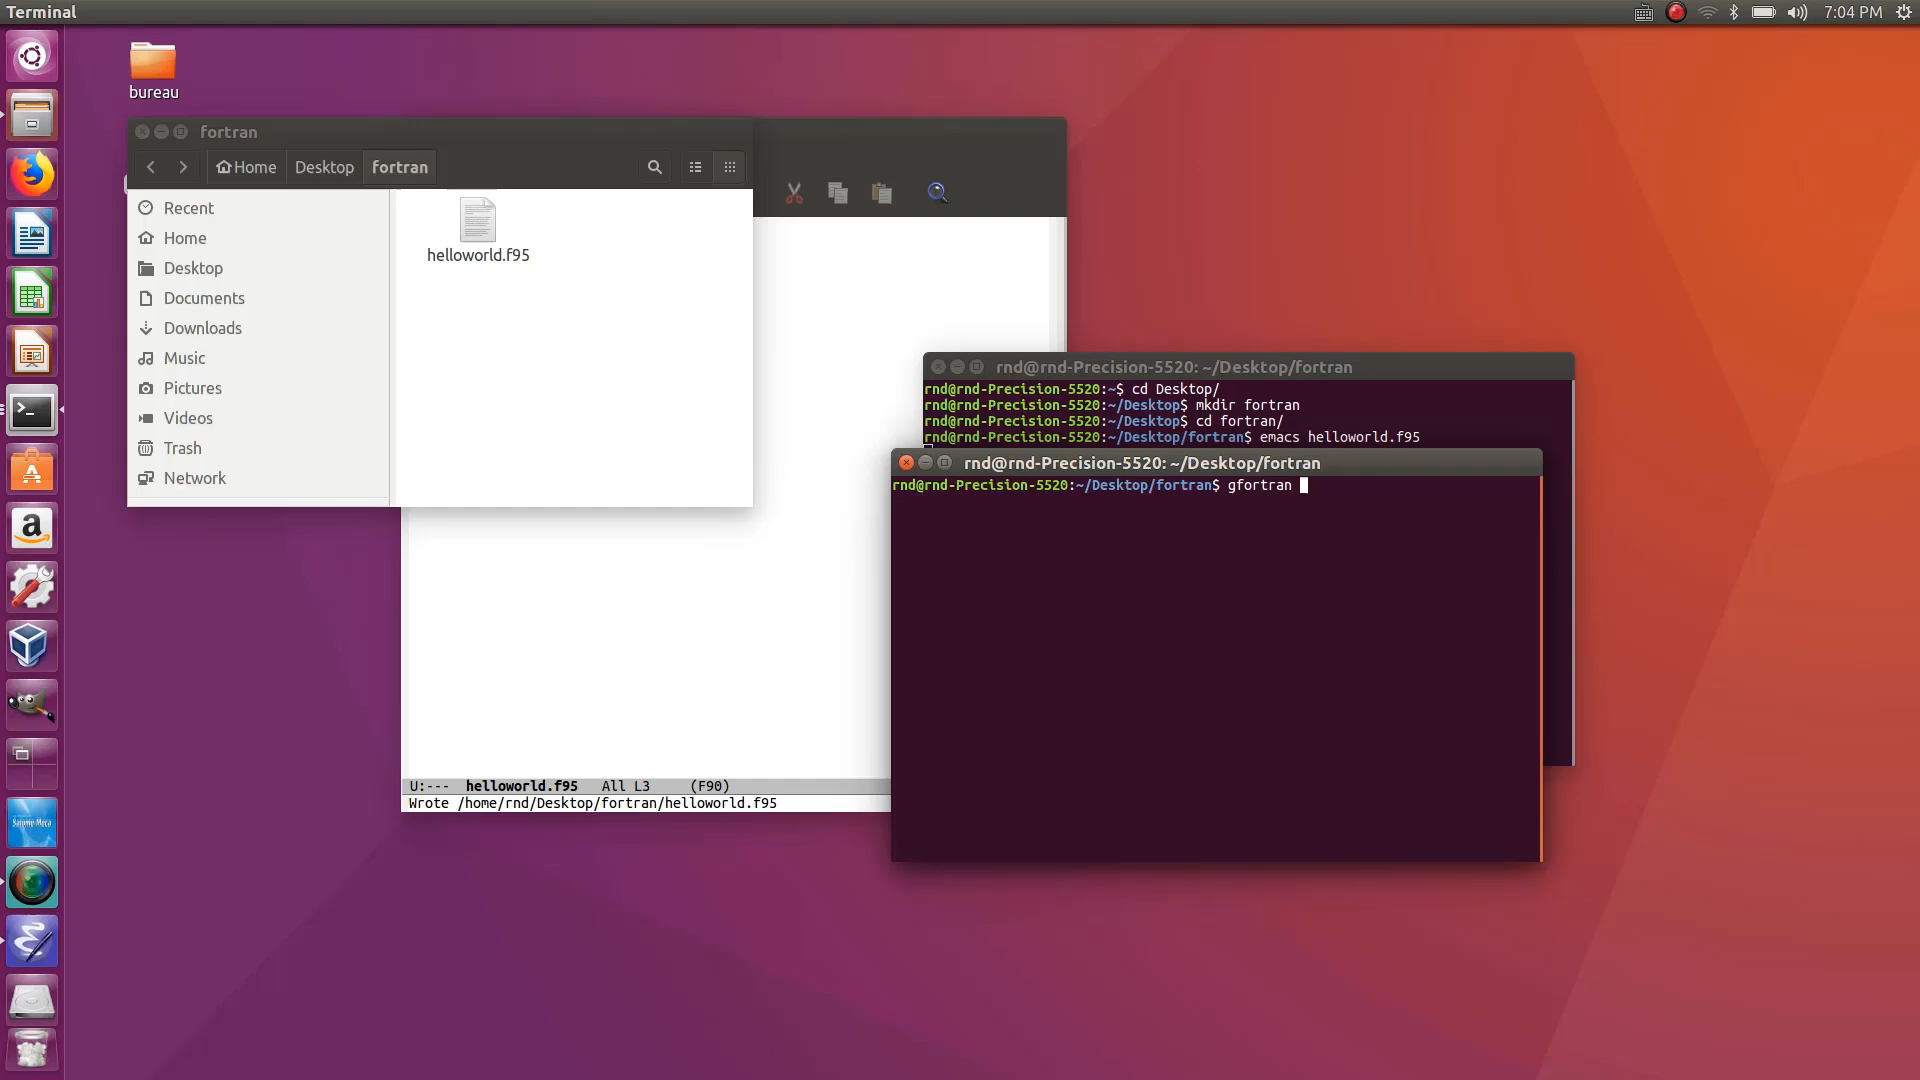 Terminal
7:04 PM
bureau
fortran
Home
Desktop
fortran
Recent
Home
Desktop
Documents
Downloads
Music
Pictures
Videos
Trash
Network
helloworld.f95
rnd@rnd-Precision-5520: ~/Desktop/fortran
rnd@rnd-Precision-5520:~$ cd Desktop/
rnd@rnd-Precision-5520:~/Desktop$ mkdir fortran
rnd@rnd-Precision-5520:~/Desktop$ cd fortran/
rnd@rnd-Precision-5520:~/Desktop/fortran$ emacs helloworld.f95
rnd@rnd-Precision-5520: ~/Desktop/fortran
rnd@rnd-Precision-5520:~/Desktop/fortran$ gfortran
U:--- helloworld.f95 All L3 (F90)
Wrote /home/rnd/Desktop/fortran/helloworld.f95
Salome Meca